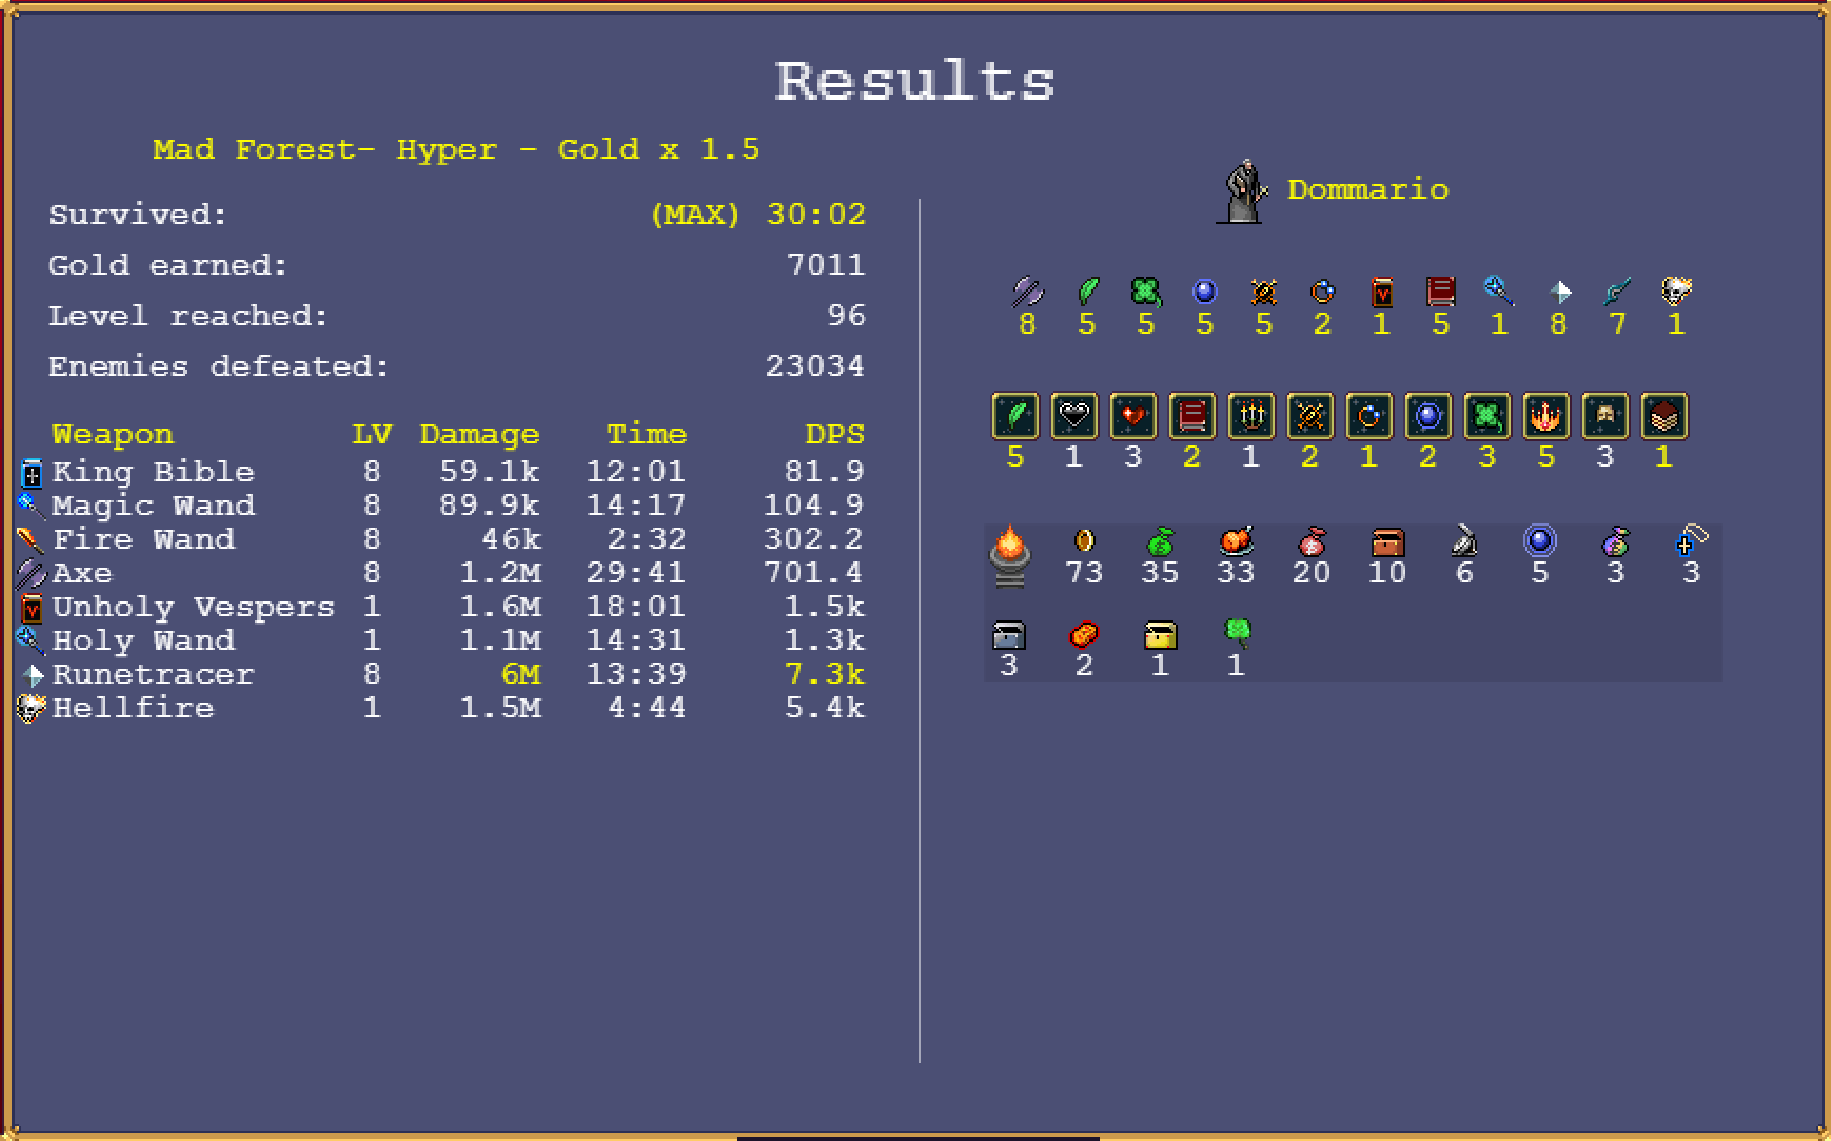 Results
Mad Forest- Hyper - Gold x 1.5
Survived: (MAX) 30:02
Gold earned: 7011
Level reached: 96
Enemies defeated: 23034
Weapon LV Damage Time DPS
King Bible 8 59.1k 12:01 81.9
Magic Wand 8 89.9k 14:17 104.9
Fire Wand 8 46k 2:32 302.2
Axe 8 1.2M 29:41 701.4
Unholy Vespers 1 1.6M 18:01 1.5k
Holy Wand 1 1.1M 14:31 1.3k
Runetracer 8 6M 13:39 7.3k
Hellfire 1 1.5M 4:44 5.4k
Dommario
8 5 5 5 5 2 1 5 1 8 7 1
5 1 3 2 1 2 1 2 3 5 3 1
73 35 33 20 10 6 5 3 3
3 2 1 1